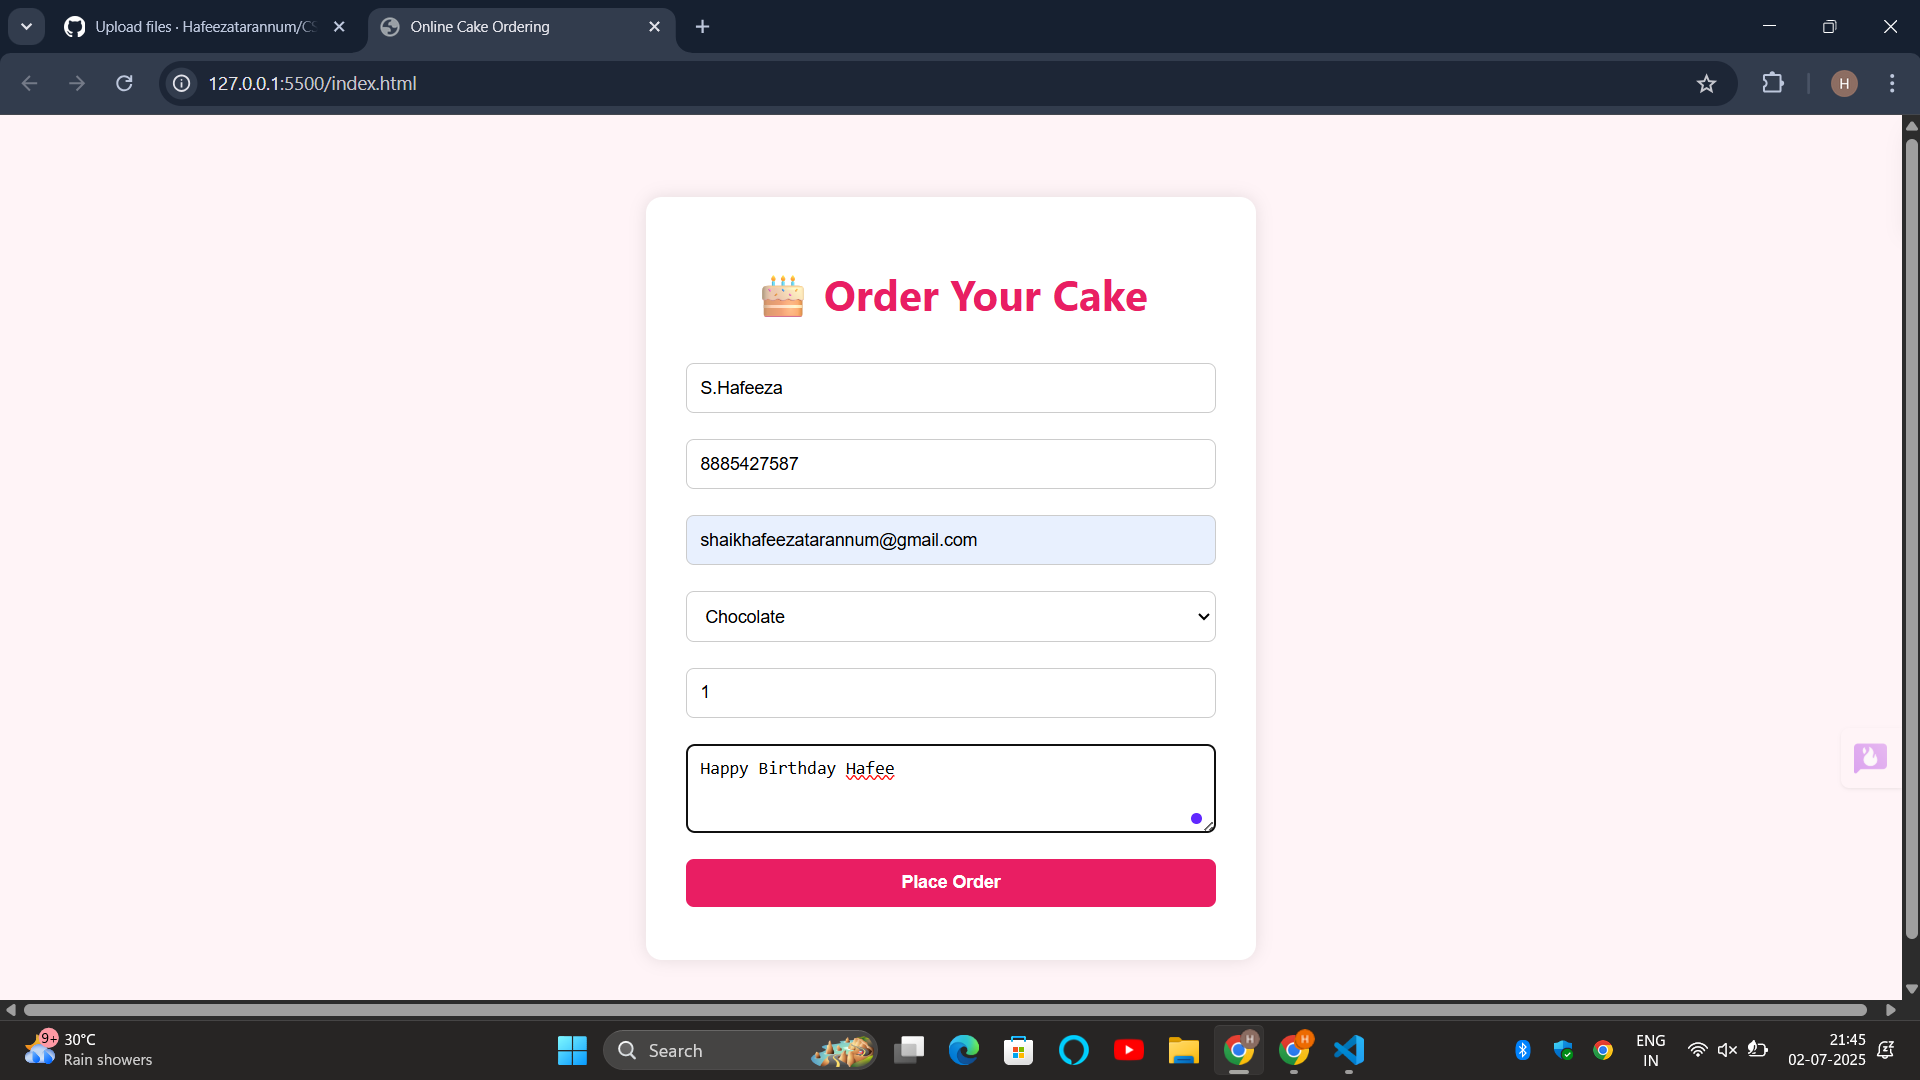 Upload files · Hafeezatarannum/CS
Online Cake Ordering
127.0.0.1:5500/index.html
H
Order Your Cake
S.Hafeeza
8885427587
shaikhafeezatarannum@gmail.com
Chocolate
1
Happy Birthday Hafee
Place Order
9+
30°C
Rain showers
Search
H
H
ENG
IN
21:45
02-07-2025